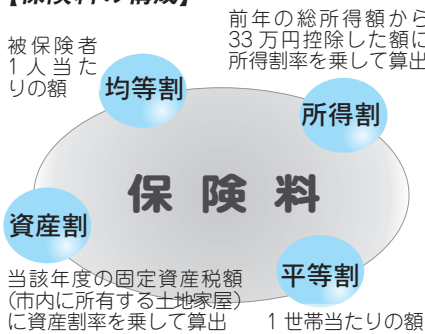 【保険料の構成】
被保険者
1人当た
りの額
均等割
前年の総所得額から
33万円控除した額に
所得割率を乗して算出
所得割
保険料
資産割
当該年度の固定資産税額
(市内に所有する土地家屋)
に資産割率を乗して算出
平等割
1世帯当たりの額